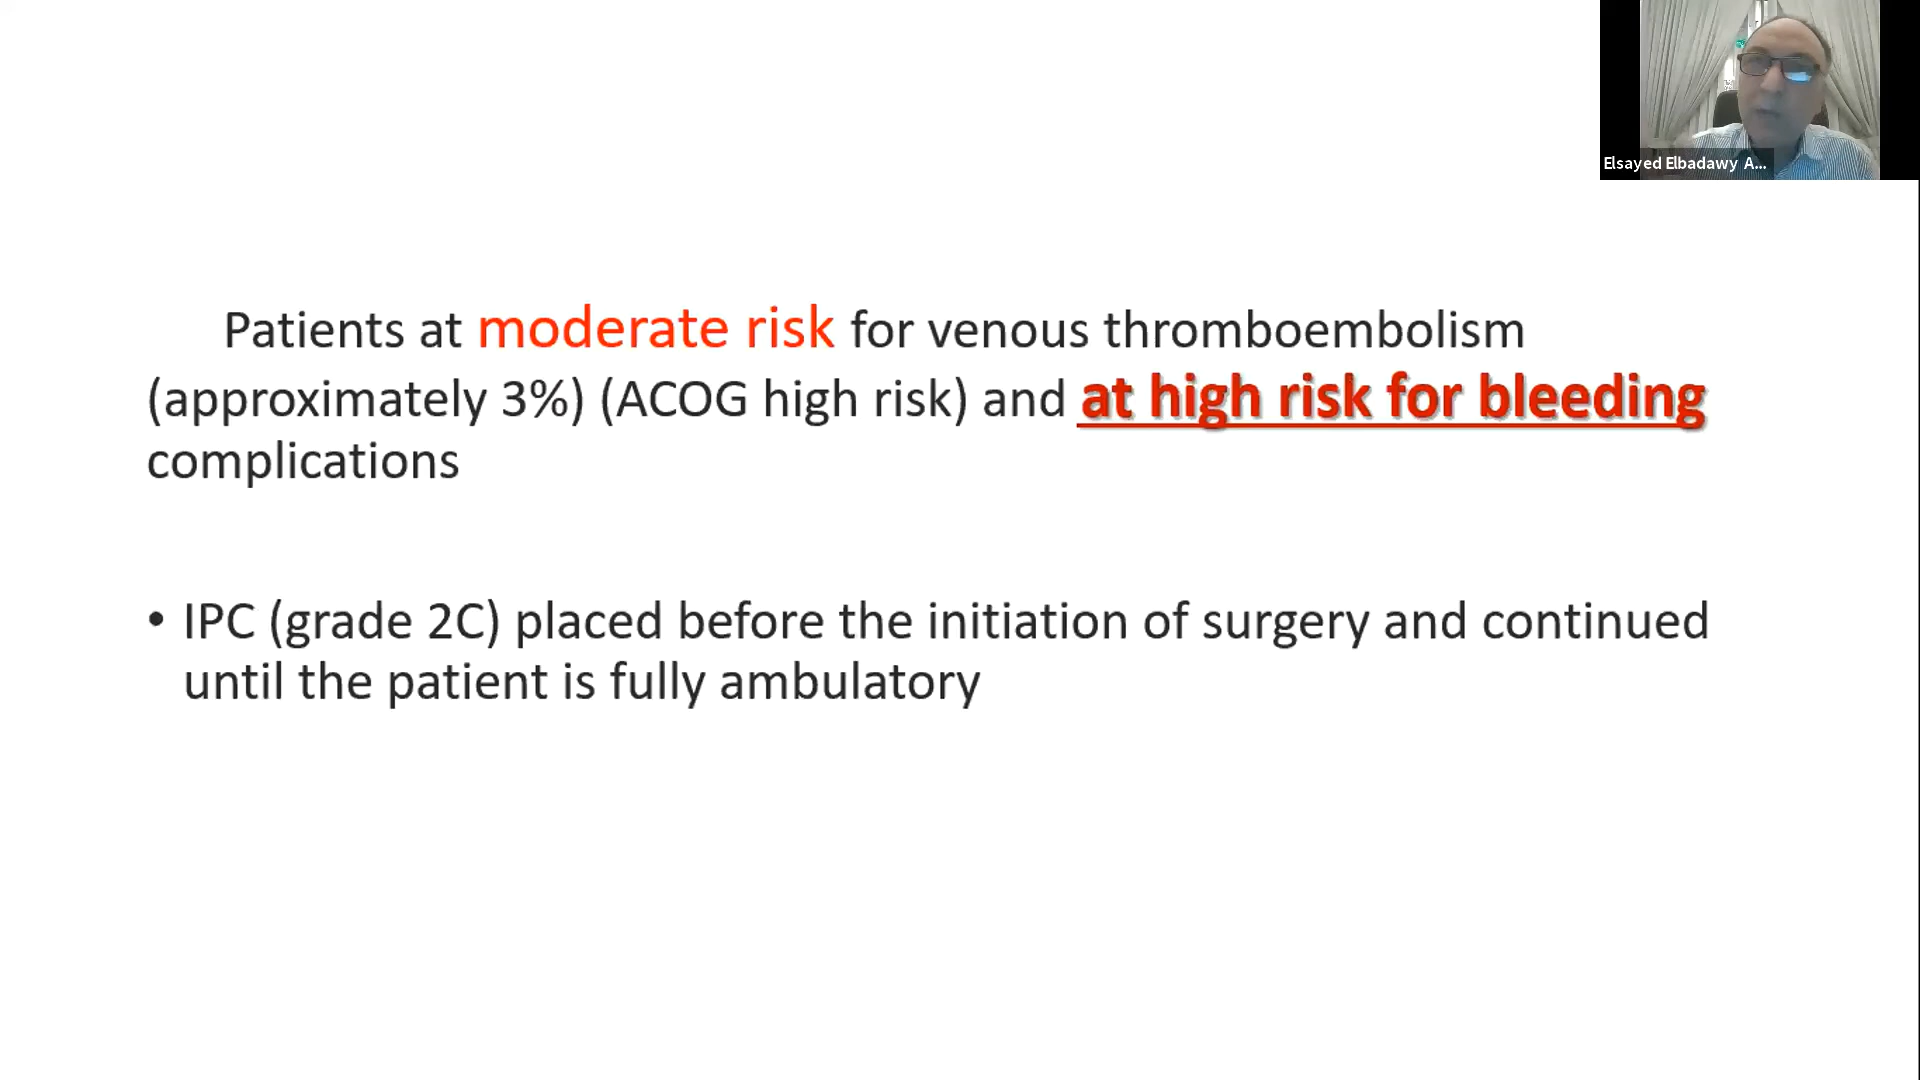 Elsayed Elbadawy A...
Patients at moderate risk for venous thromboembolism
(approximately 3%) (ACOG high risk) and at high risk for bleeding
complications
• IPC (grade 2C) placed before the initiation of surgery and continued
until the patient is fully ambulatory